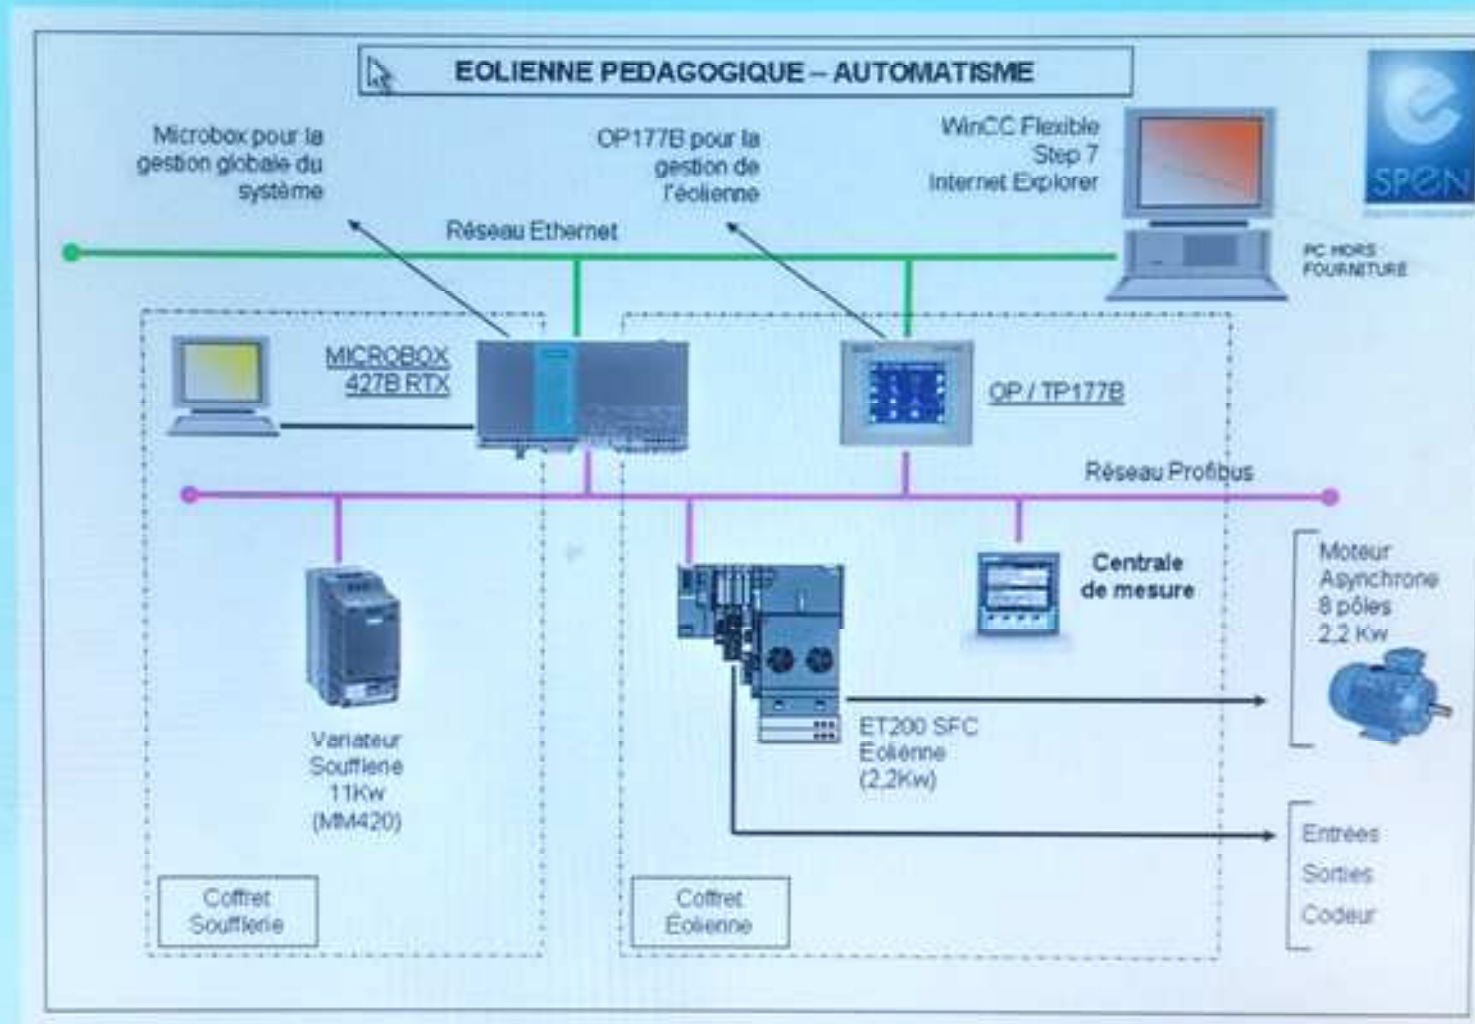 EOLIENNE PEDAGOGIQUE – AUTOMATISME
Microbox pour la
gestion globale du
système
OP177B pour la
gestion de
l'éolienne
WinCC Flexible
Step 7
Internet Explorer
SPEN
Réseau Ethernet
PC HORS
FOURNITURE
MICROBOX
427B RTX
OP / TP177B
Réseau Profibus
Centrale
de mesure
Moteur
Asynchrone
8 pôles
2,2 Kw
Variateur
Soufflerie
11Kw
(MM420)
ET200 SFC
Eolienne
(2,2Kw)
Entrées
Sorties
Codeur
Coffret
Soufflerie
Coffret
Éolienne